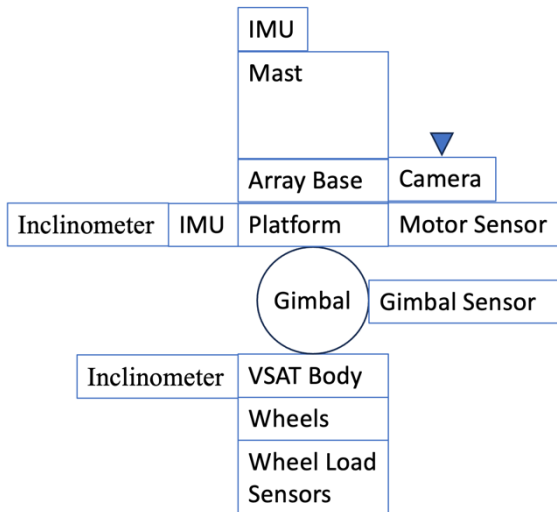 IMU
Mast
Array Base
Camera
Inclinometer
IMU
Platform
Motor Sensor
Gimbal
Gimbal Sensor
Inclinometer
VSAT Body
Wheels
Wheel Load
Sensors